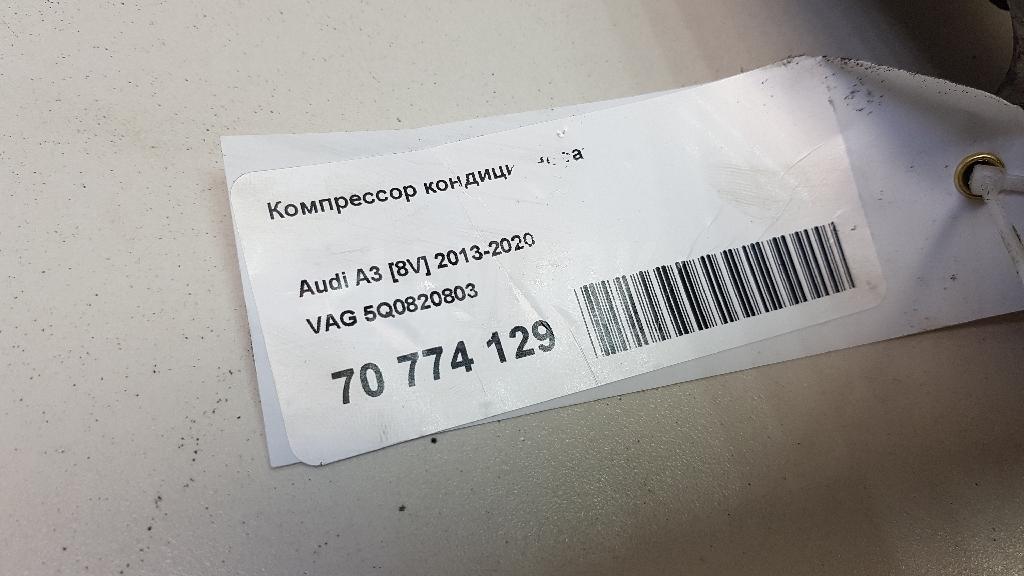 Компрессор
Audi A3 [8V] 2013-2020
VAG 5Q0820803
70 774 129